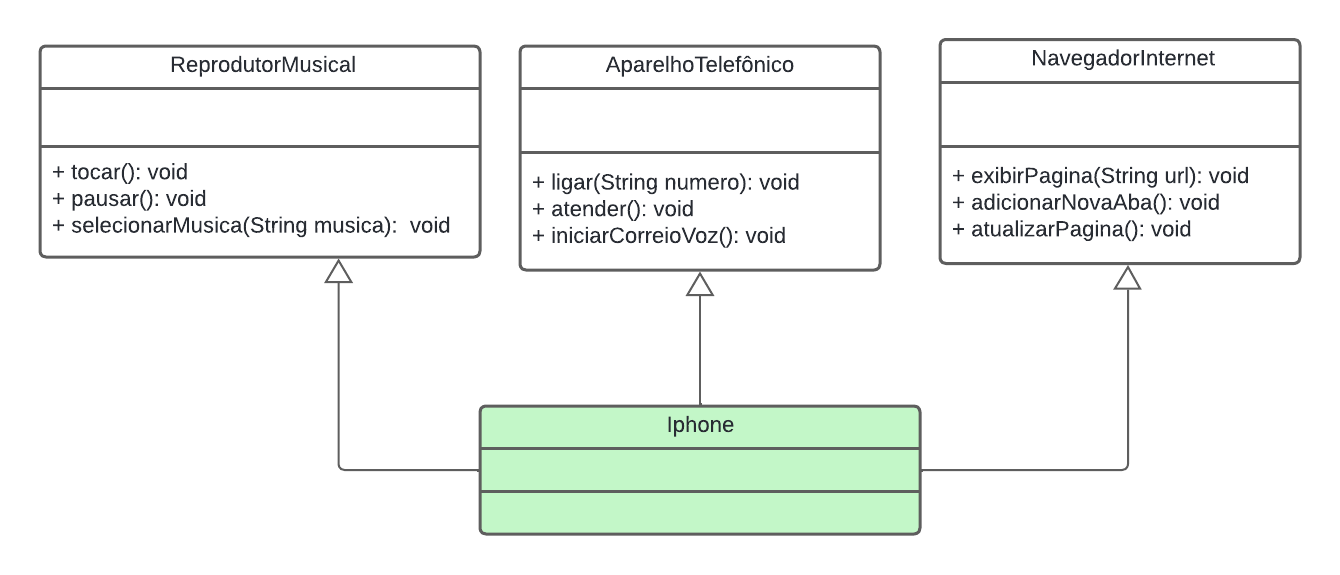 ReprodutorMusical
+ tocar(): void
+ pausar(): void
+ selecionarMusica(String musica):  void
AparelhoTelefônico
+ ligar(String numero): void
+ atender(): void
+ iniciarCorreioVoz(): void
NavegadorInternet
+ exibirPagina(String url): void
+ adicionarNovaAba(): void
+ atualizarPagina(): void
Iphone